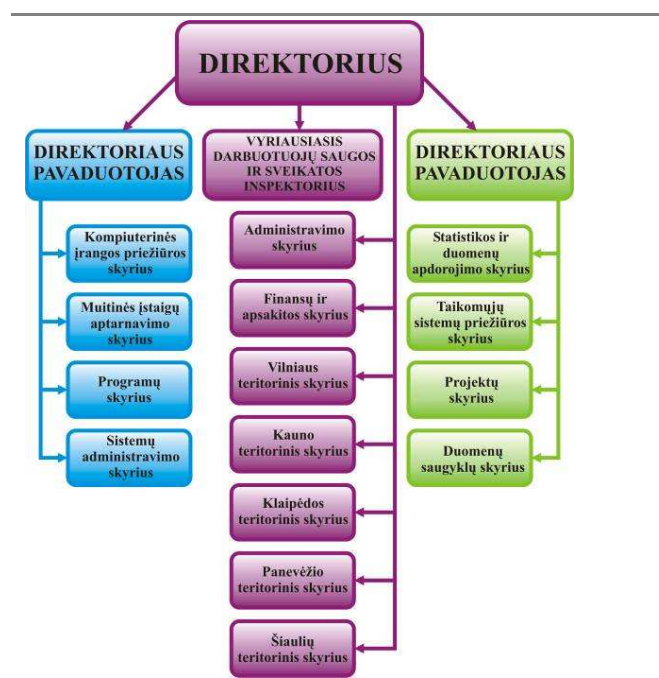 DIREKTORIUS
DIREKTORIAUS
PAVADUOTOJAS
Kompiuterinės
įrangos priežiūros
skyrius
Muitinės įstaigų
aptarnavimo
skyrius
Programų
skyrius
Sistemų
administravimo
skyrius
VYRIAUSIASIS
DARBUOTUOJŲ SAUGOS
IR SVEIKATOS
INSPEKTORIUS
Administravimo
skyrius
Finansų ir
apsakitos skyrius
Vilniaus
teritorinis skyrius
Kauno
teritorinis skyrius
Klaipėdos
teritorinis skyrius
Panevėžio
teritorinis skyrius
Šiaulių
teritorinis skyrius
DIREKTORIAUS
PAVADUOTOJAS
Statistikos ir
duomenų
apdorojimo skyrius
Taikomųjų
sistemų priežiūros
skyrius
Projektų
skyrius
Duomenų
saugyklų skyrius